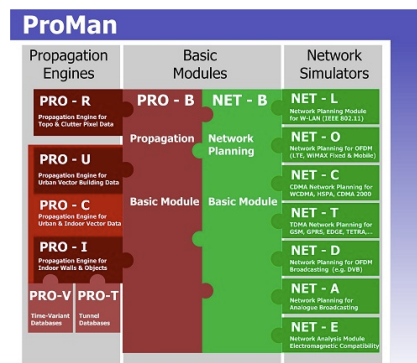 ProMan
Propagation
Engines
Basic
Modules
Network
Simulators
PRO - R
Propagation Engine for
Topo & Clutter Pixel Data
PRO - U
Propagation Engine for
Urban Vector Building Data
PRO - C
Propagation Engine for
Urban & Indoor Vector Data
PRO - I
Propagation Engine for
Indoor Walls & Objects
PRO-V
Time-Variant
Databases
PRO-T
Tunnel
Databases
PRO - B
Propagation
Basic Module
NET - B
Network
Planning
Basic Module
NET - L
Network Planning Module
for W-LAN (IEEE 802.11)
NET - O
Network Planning for OFDM
(LTE, WiMAX Fixed & Mobile)
NET - C
CDMA Network Planning for
WCDMA, HSPA, CDMA 2000
NET - T
TDMA Network Planning for
GSM, GPRS, EDGE, TETRA,...
NET - D
Network Planning for OFDM
Broadcasting (e.g. DVB)
NET - A
Network Planning for
Analogue Broadcasting
NET - E
Network Analysis Module
Electromagnetic Compatibility